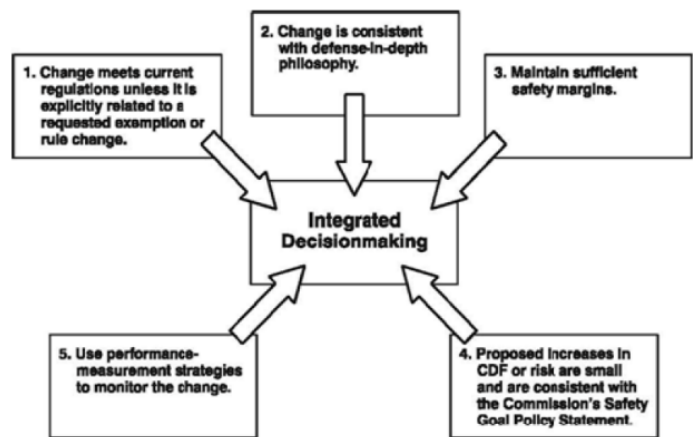 1. Change meets current
regulations unless it is
explicitly related to a
requested exemption or
rule change.
2. Change is consistent
with defense-in-depth
philosophy.
3. Maintain sufficient
safety margins.
Integrated
Decisionmaking
5. Use performance-
measurement strategies
to monitor the change.
4. Proposed increases in
CDF or risk are small
and are consistent with
the Commission's Safety
Goal Policy Statement.